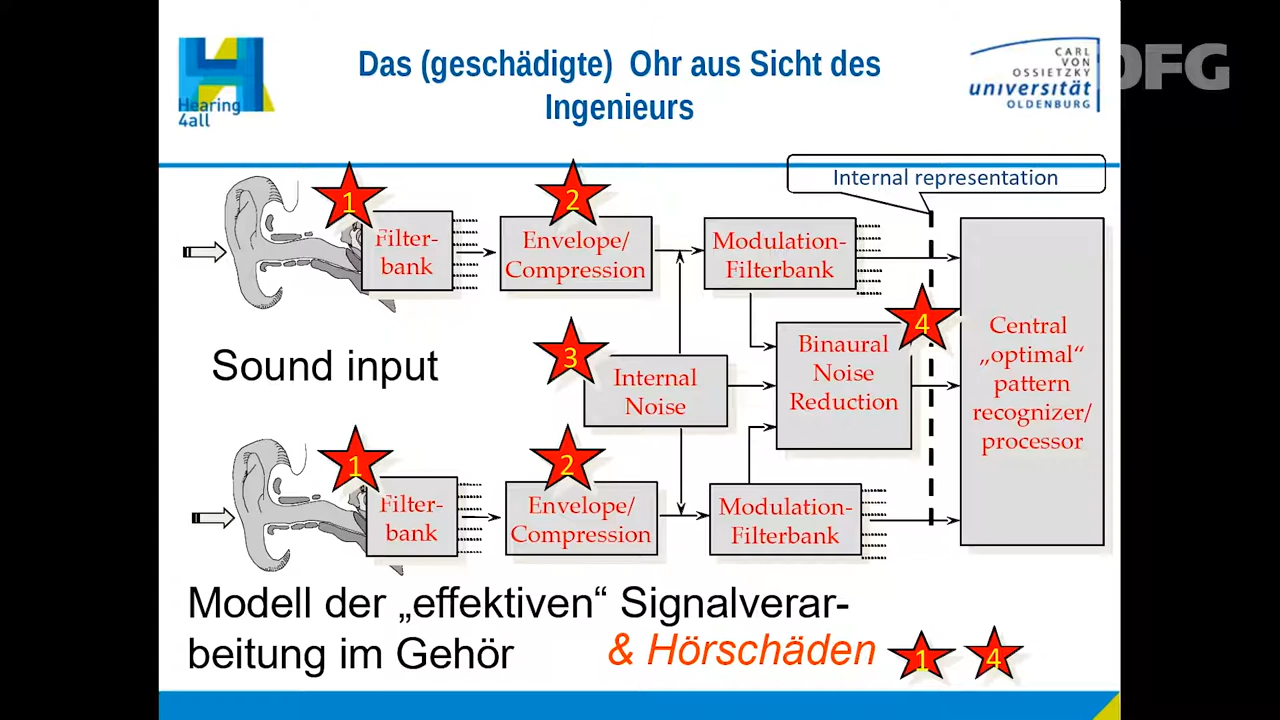 Das (geschädigte) Ohr aus Sicht des
Ingenieurs
Hearing
4all
CARL
VON
OSSIETZKY
universität
OLDENBURG
DFG
Internal representation
1
Filter-
bank
2
Envelope/
Compression
Modulation-
Filterbank
Sound input
3
Internal
Noise
4
Binaural
Noise
Reduction
Central
„optimal“
pattern
recognizer/
processor
1
Filter-
bank
2
Envelope/
Compression
Modulation-
Filterbank
Modell der „effektiven“ Signalverar-
beitung im Gehör
& Hörschäden
1
4